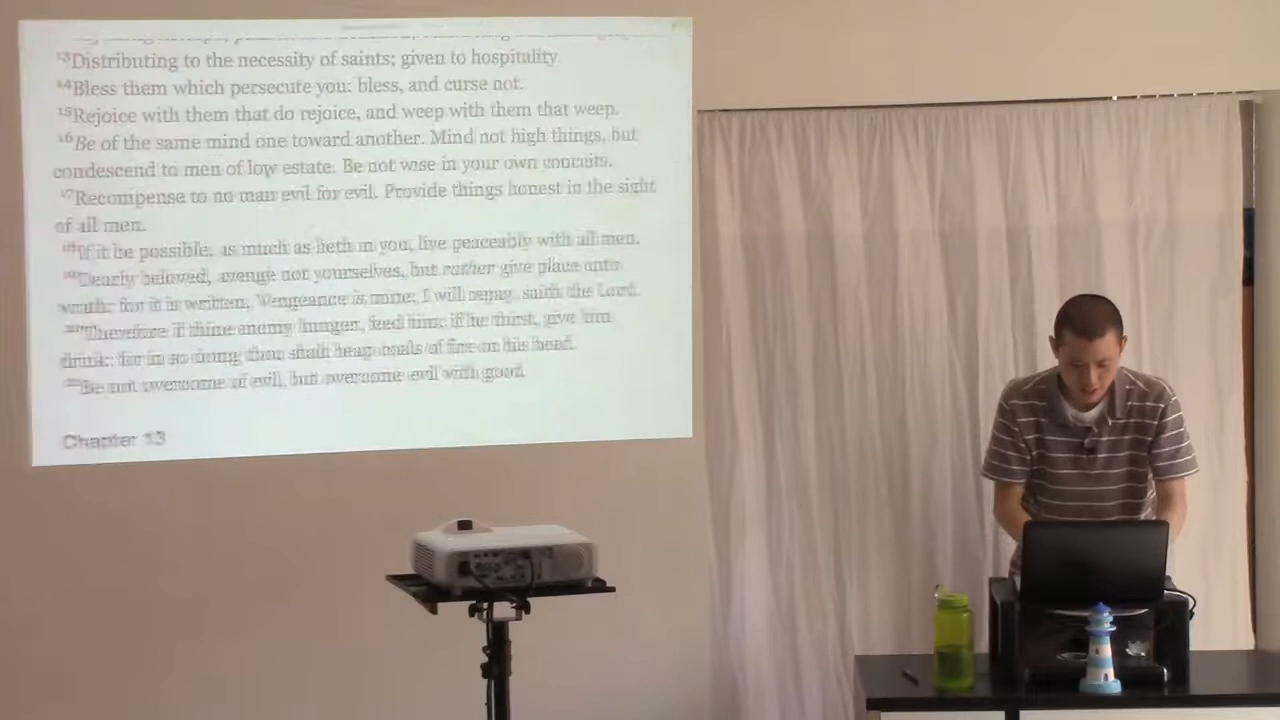 13Distributing to the necessity of saints; given to hospitality.
14Bless them which persecute you: bless, and curse not.
15Rejoice with them that do rejoice, and weep with them that weep.
16Be of the same mind one toward another. Mind not high things, but
condescend to men of low estate. Be not wise in your own conceits.
17Recompense to no man evil for evil. Provide things honest in the sight
of all men.
18If it be possible, as much as lieth in you, live peaceably with all men.
19Dearly beloved, avenge not yourselves, but rather give place unto
wrath: for it is written, Vengeance is mine; I will repay, saith the Lord.
20Therefore if thine enemy hunger, feed him; if he thirst, give him
drink: for in so doing thou shalt heap coals of fire on his head.
21Be not overcome of evil, but overcome evil with good.
Chapter 13